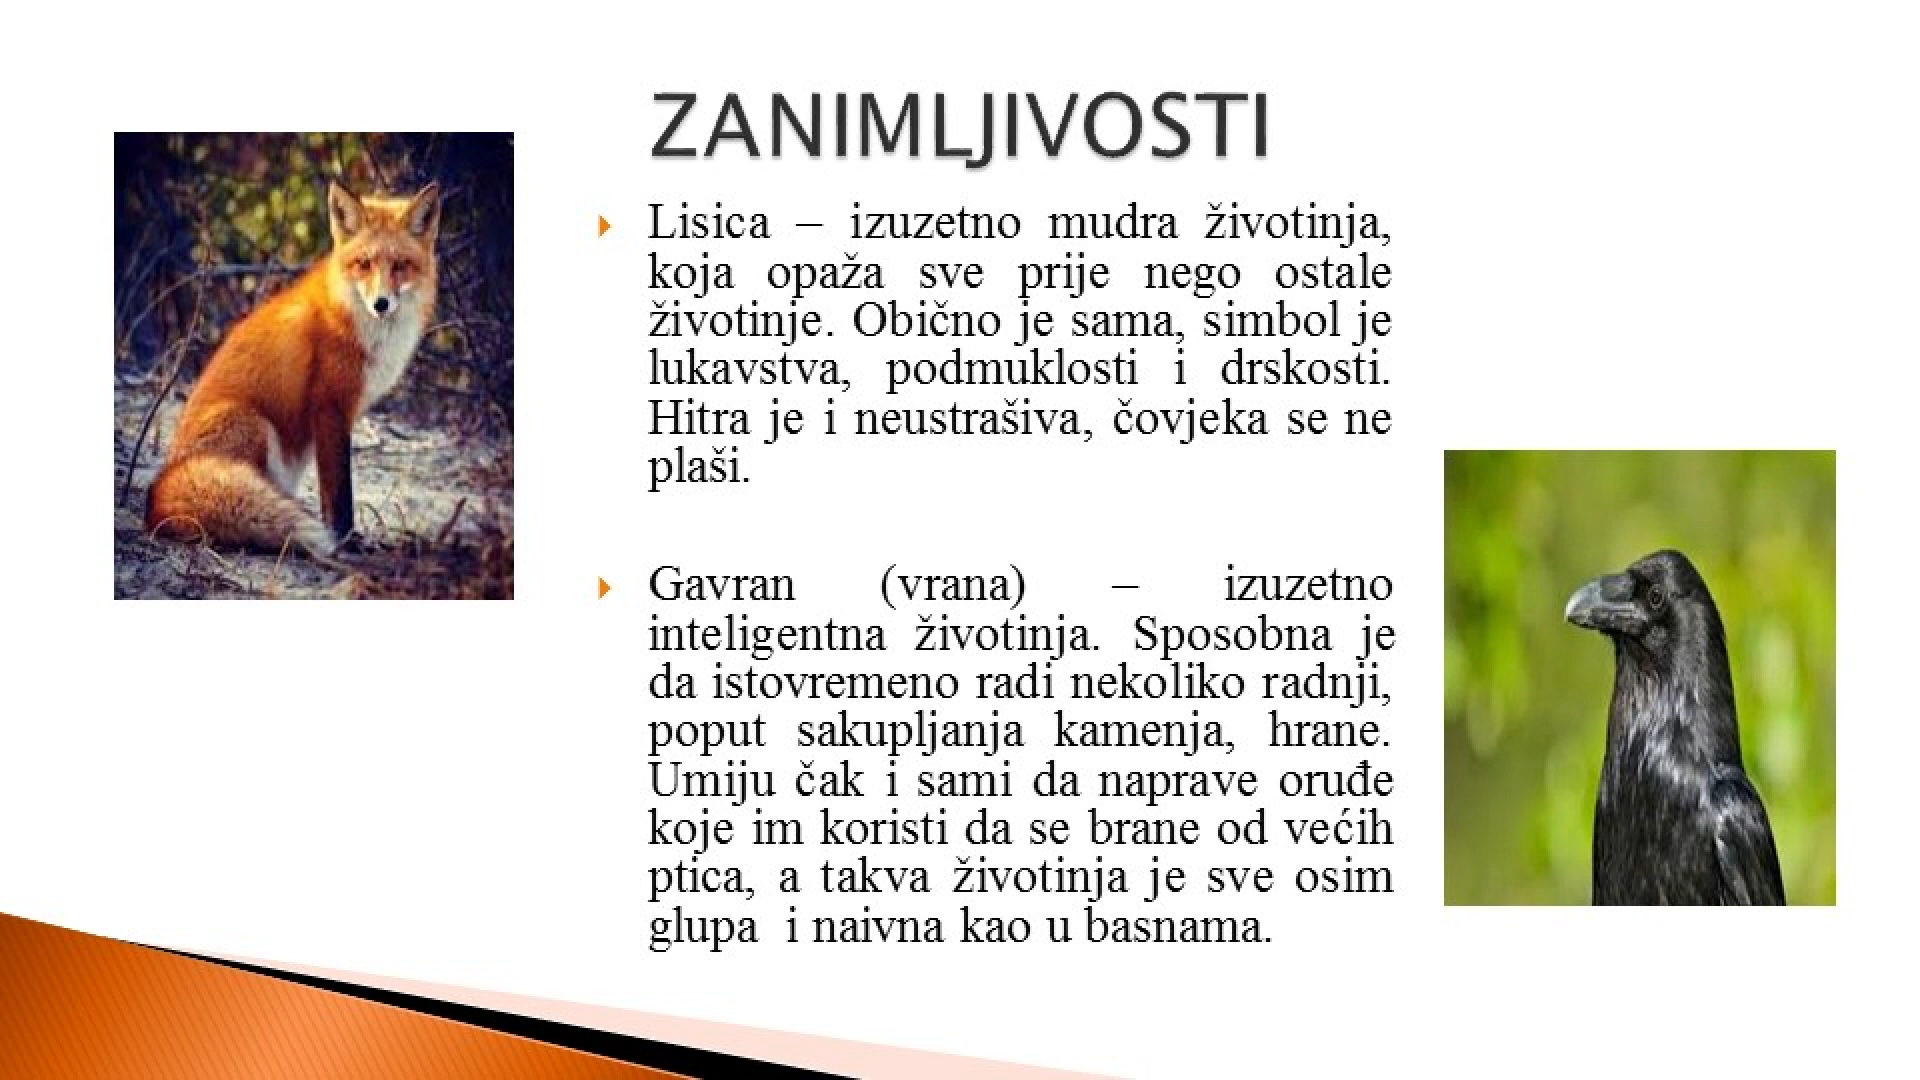 ZANIMLJIVOSTI
Lisica – izuzetno mudra životinja,
koja opaža sve prije nego ostale
životinje. Obično je sama, simbol je
lukavstva, podmuklosti i drskosti.
Hitra je i neustrašiva, čovjeka se ne
plaši.
Gavran (vrana) – izuzetno
inteligentna životinja. Sposobna je
da istovremeno radi nekoliko radnji,
poput sakupljanja kamenja, hrane.
Umiju čak i sami da naprave oruđe
koje im koristi da se brane od većih
ptica, a takva životinja je sve osim
glupa i naivna kao u basnama.